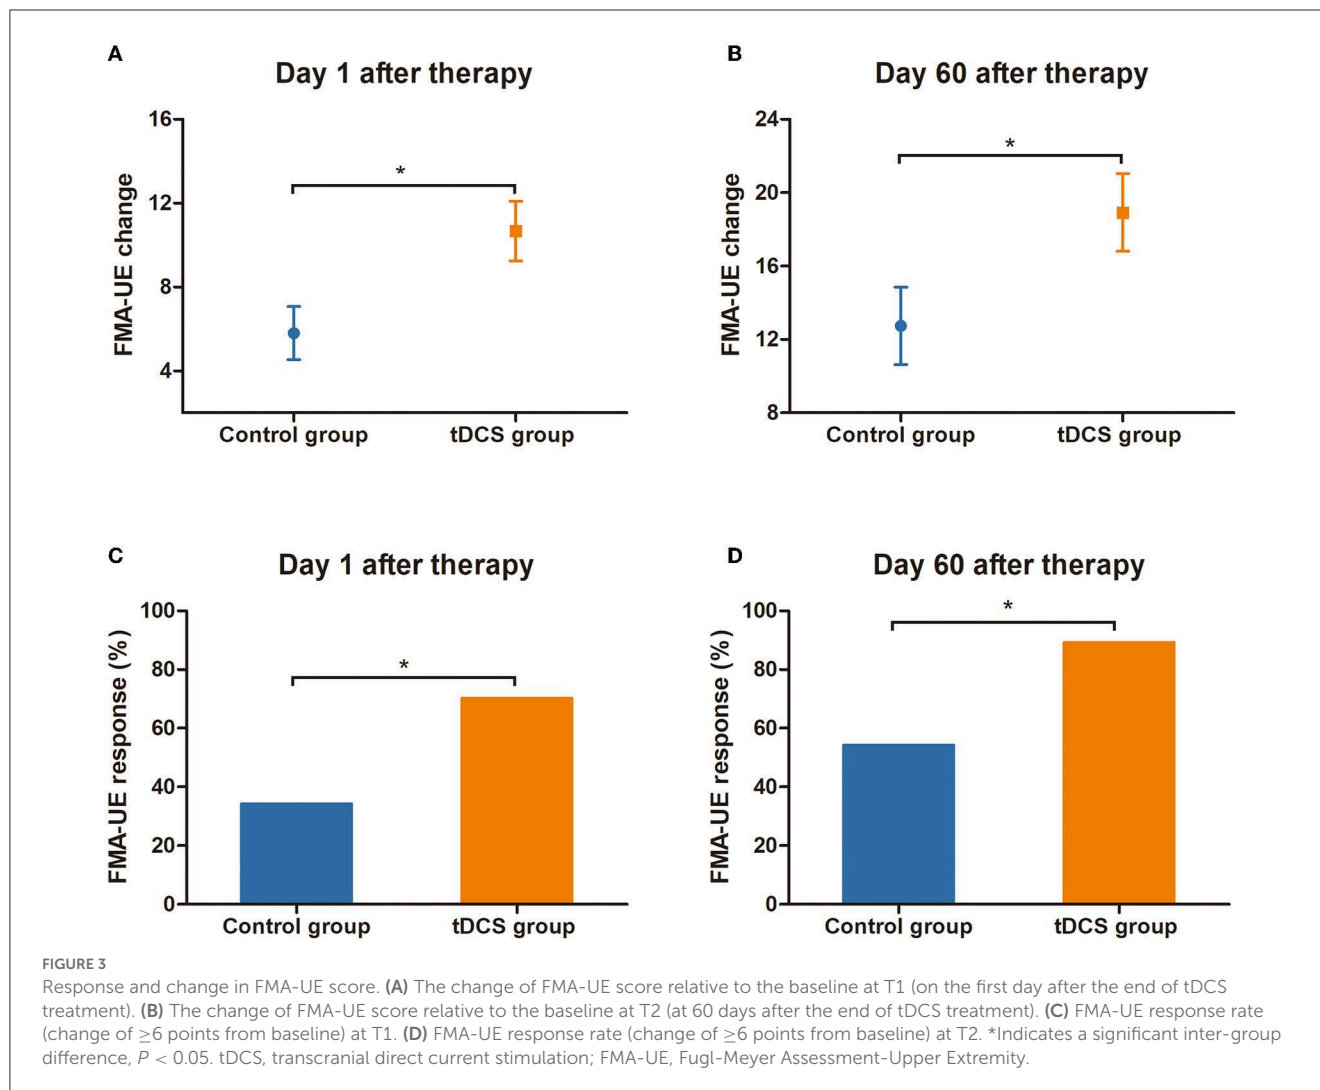 A
Day 1 after therapy
FMA-UE change
16
12
8
4
*
Control group
tDCS group
B
Day 60 after therapy
FMA-UE change
24
20
16
12
8
*
Control group
tDCS group
C
Day 1 after therapy
FMA-UE response (%)
100
80
60
40
20
0
*
Control group
tDCS group
D
Day 60 after therapy
FMA-UE response (%)
100
80
60
40
20
0
*
Control group
tDCS group
FIGURE 3
Response and change in FMA-UE score. (A) The change of FMA-UE score relative to the baseline at T1 (on the first day after the end of tDCS
treatment). (B) The change of FMA-UE score relative to the baseline at T2 (at 60 days after the end of tDCS treatment). (C) FMA-UE response rate
(change of ≥6 points from baseline) at T1. (D) FMA-UE response rate (change of ≥6 points from baseline) at T2. *Indicates a significant inter-group
difference, P < 0.05. tDCS, transcranial direct current stimulation; FMA-UE, Fugl-Meyer Assessment-Upper Extremity.